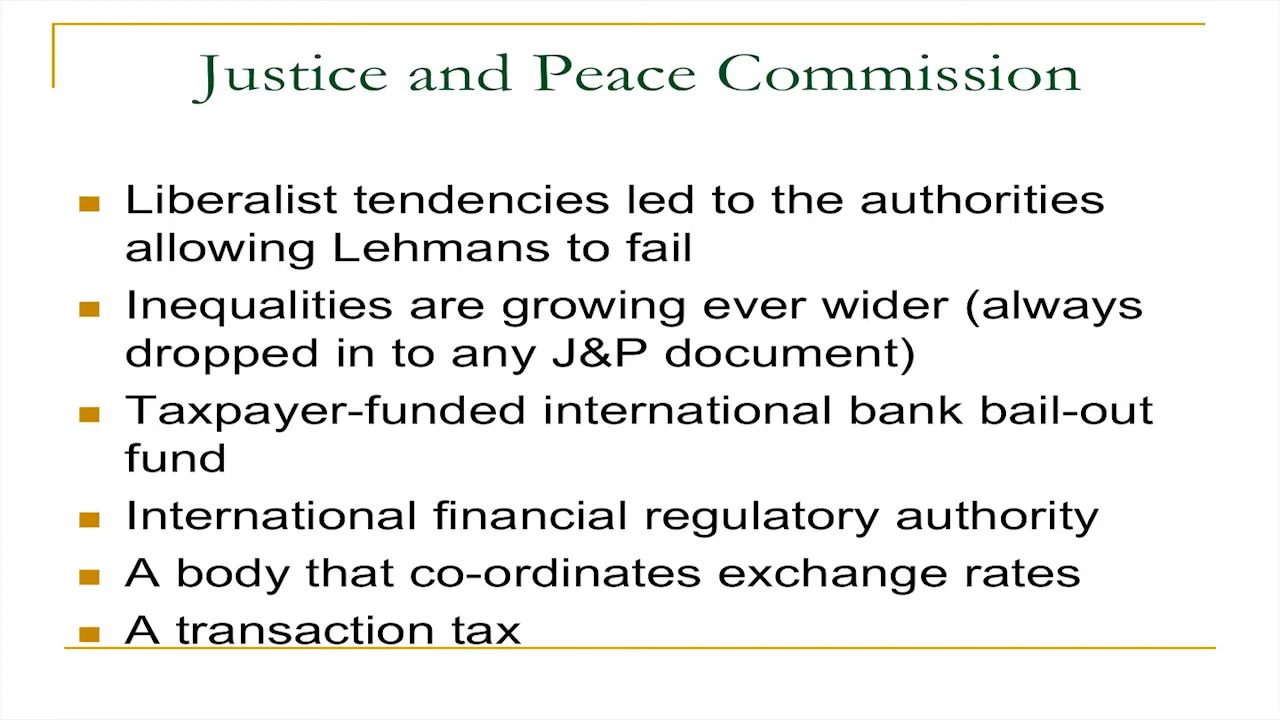 Justice and Peace Commission
Liberalist tendencies led to the authorities
allowing Lehmans to fail
Inequalities are growing ever wider (always
dropped in to any J&P document)
Taxpayer-funded international bank bail-out
fund
International financial regulatory authority
A body that co-ordinates exchange rates
A transaction tax